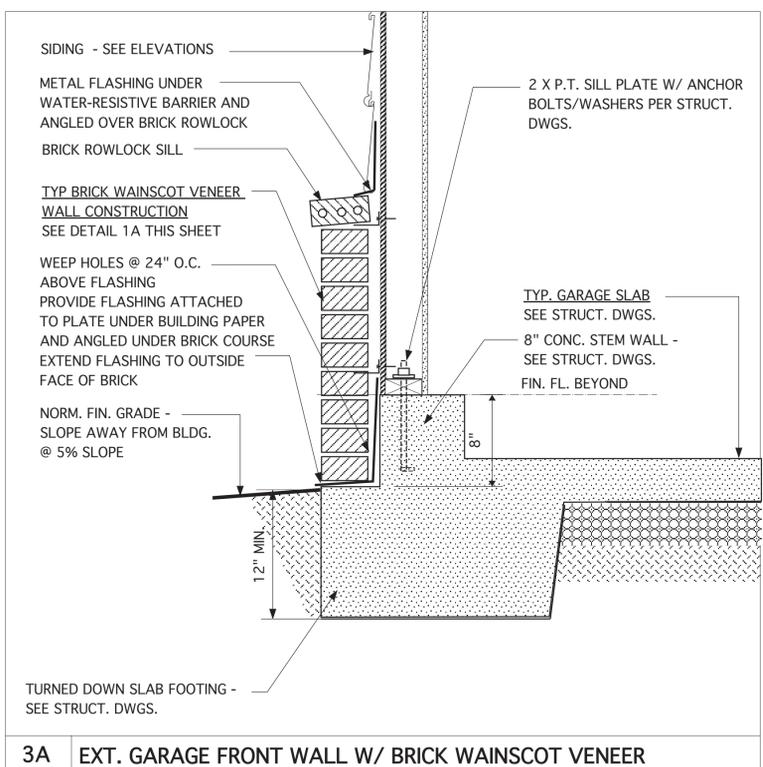 SIDING - SEE ELEVATIONS
METAL FLASHING UNDER
WATER-RESISTIVE BARRIER AND
ANGLED OVER BRICK ROWLOCK
BRICK ROWLOCK SILL
TYP BRICK WAINSCOT VENEER
WALL CONSTRUCTION
SEE DETAIL 1A THIS SHEET
WEEP HOLES @ 24" O.C.
ABOVE FLASHING
PROVIDE FLASHING ATTACHED
TO PLATE UNDER BUILDING PAPER
AND ANGLED UNDER BRICK COURSE
EXTEND FLASHING TO OUTSIDE
FACE OF BRICK
NORM. FIN. GRADE -
SLOPE AWAY FROM BLDG.
@ 5% SLOPE
2 X P.T. SILL PLATE W/ ANCHOR
BOLTS/WASHERS PER STRUCT.
DWGS.
TYP. GARAGE SLAB
SEE STRUCT. DWGS.
8" CONC. STEM WALL -
SEE STRUCT. DWGS.
FIN. FL. BEYOND
8"
12" MIN.
TURNED DOWN SLAB FOOTING -
SEE STRUCT. DWGS.
3A EXT. GARAGE FRONT WALL W/ BRICK WAINSCOT VENEER